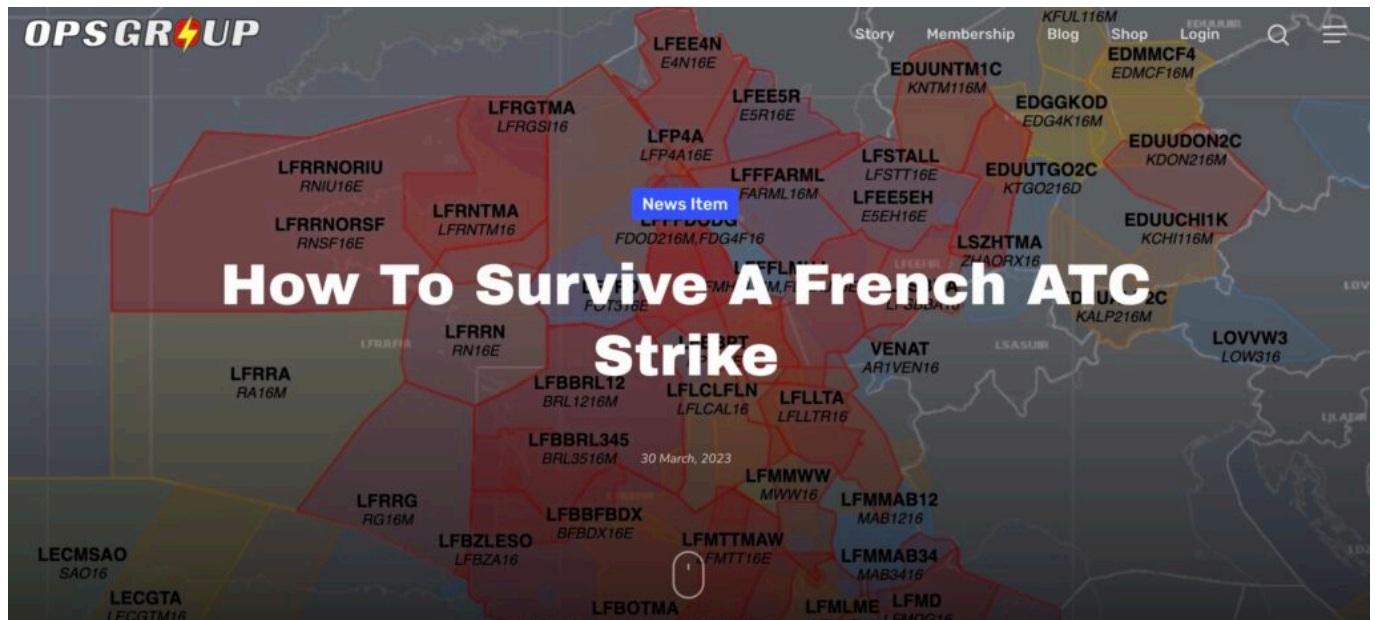 OPSGROUP
Story Membership Blog Shop Login
KFUL116M
LFEE4N
E4N16E
EDMMCF4
EDMCF16M
EDUUNTM1C
KNTM116M
LFEE5R
E5R16E
LFRGTMA
LFRGSI16
EDGGKOD
EDG4K16M
LFP4A
LFP4A16E
EDUUDON2C
KDON216M
LFRRNORIU
RNIU16E
LFSTALL
LFSTT16E
EDUUTGO2C
KTGO216D
LFFFARML
FARML16M
LFEE5EH
E5EH16E
News Item
LFRNTMA
LFRNTM16
LFRRNORSF
RNSF16E
FDOD216M,FDG4F16
EDUUCHI1K
KCHI116M
LSZHTMA
ZHAORX16
How To Survive A French ATC
Strike
KALP216M
LFRRN
RN16E
LFRRA
RA16M
VENAT
AR1VEN16
LSASUIR
LOVVW3
LOW316
LFBBRL12
BRL1216M
LFLCLFLN
LFLCAL16
LFLLTA
LFLLTR16
LFBBRL345
BRL3516M
30 March, 2023
LFMMWW
MWW16
LFRRG
RG16M
LFMMAB12
MAB1216
LFBBFBDX
BFBDX16E
LFBZLESO
LFBZA16
LFMTTMAW
LFMTT16E
LECMSAO
SAO16
LFMMAB34
MAB3416
LECGTA
LECGTM16
LFBOTMA
LFMLME
LFMD